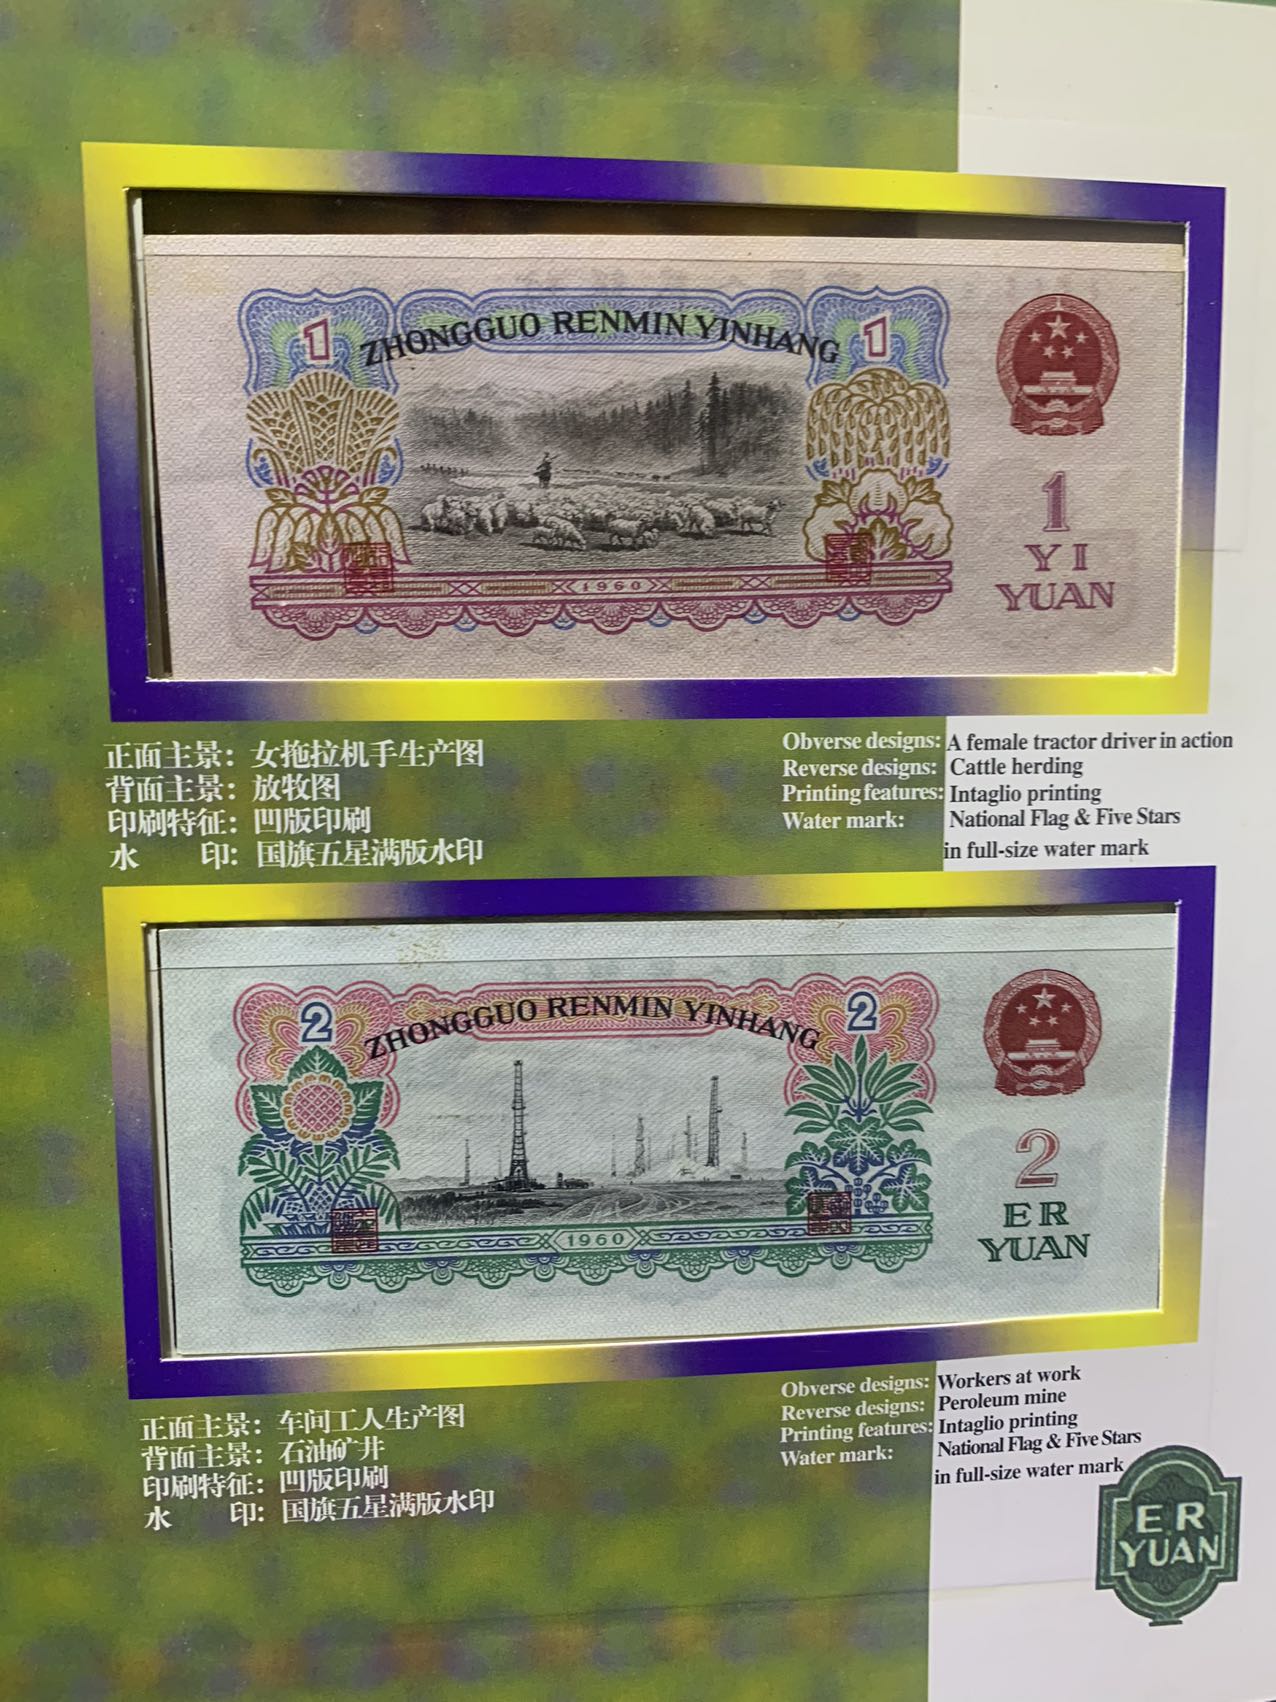 1
ZHONGGUO RENMIN YINHANG
1
1
YI
YUAN
1960
正面主景：女拖拉机手生产图
背面主景：放牧图
印刷特征：凹版印刷
水 印：国旗五星满版水印
Obverse designs: A female tractor driver in action
Reverse designs: Cattle herding
Printing features: Intaglio printing
Water mark: National Flag & Five Stars
in full-size water mark
2
ZHONGGUO RENMIN YINHANG
2
2
ER
YUAN
1960
正面主景：车间工人生产图
背面主景：石油矿井
印刷特征：凹版印刷
水 印：国旗五星满版水印
Obverse designs: Workers at work
Reverse designs: Peroleum mine
Printing features: Intaglio printing
Water mark: National Flag & Five Stars
in full-size water mark
ER
YUAN